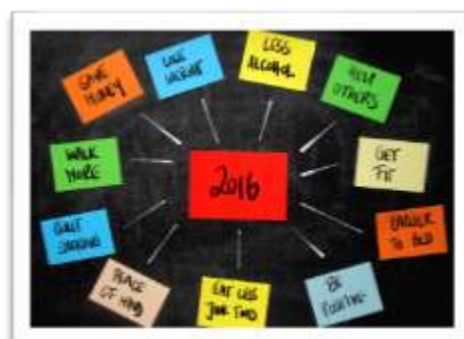 SAVE
MONEY
LOSE
WEIGHT
LESS
ALCOHOL
HELP
OTHERS
WALK
MORE
2016
GET
FIT
QUIT
SMOKING
EARLIER
TO BED
PEACE
OF MIND
EAT LESS
JUNK FOOD
BE
POSITIVE